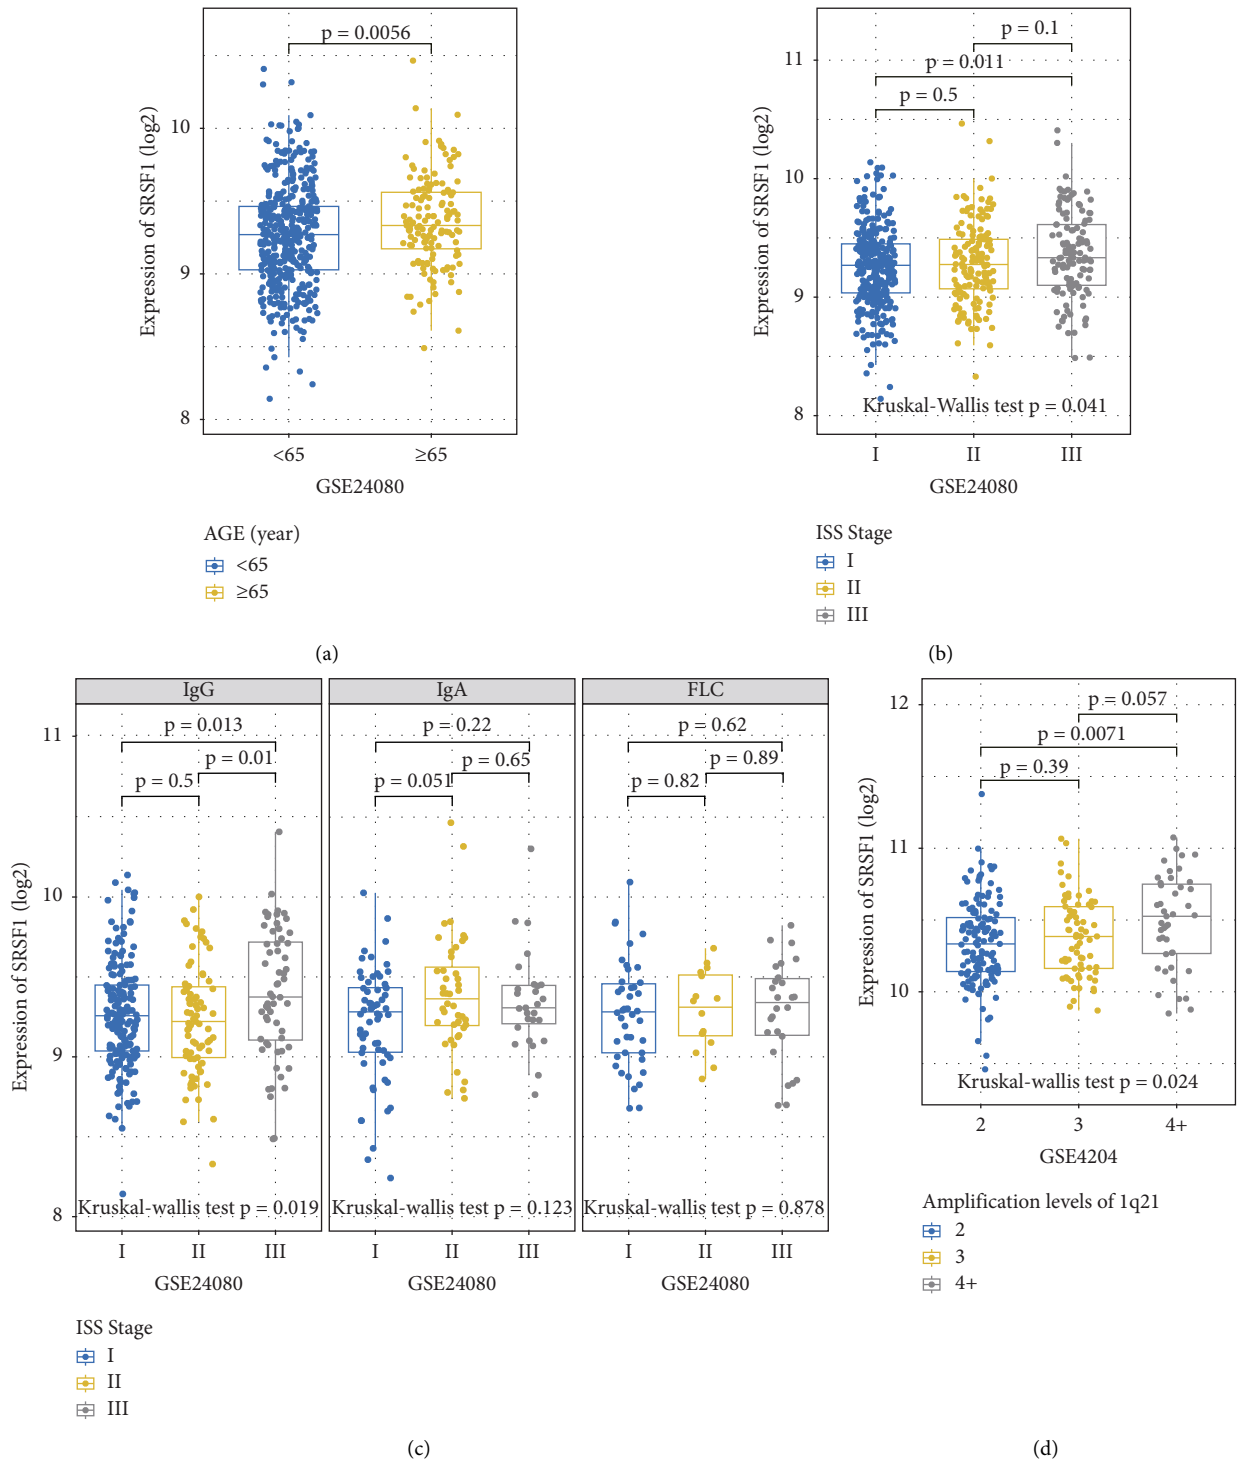 p = 0.0056
Expression of SRSF1 (log2)
10
9
8
<65
≥65
GSE24080
AGE (year)
<65
≥65
(a)
p = 0.1
p = 0.011
p = 0.5
Expression of SRSF1 (log2)
11
10
9
8
Kruskal-Wallis test p = 0.041
I
II
III
GSE24080
ISS Stage
I
II
III
(b)
IgG
IgA
FLC
Expression of SRSF1 (log2)
11
10
9
8
p = 0.013
p = 0.01
p = 0.5
Kruskal-wallis test p = 0.019
I
II
III
GSE24080
p = 0.22
p = 0.65
p = 0.051
Kruskal-wallis test p = 0.123
I
II
III
GSE24080
p = 0.62
p = 0.89
p = 0.82
Kruskal-wallis test p = 0.878
I
II
III
GSE24080
ISS Stage
I
II
III
(c)
Expression of SRSF1 (log2)
12
11
10
p = 0.057
p = 0.0071
p = 0.39
Kruskal-wallis test p = 0.024
2
3
4+
GSE4204
Amplification levels of 1q21
2
3
4+
(d)